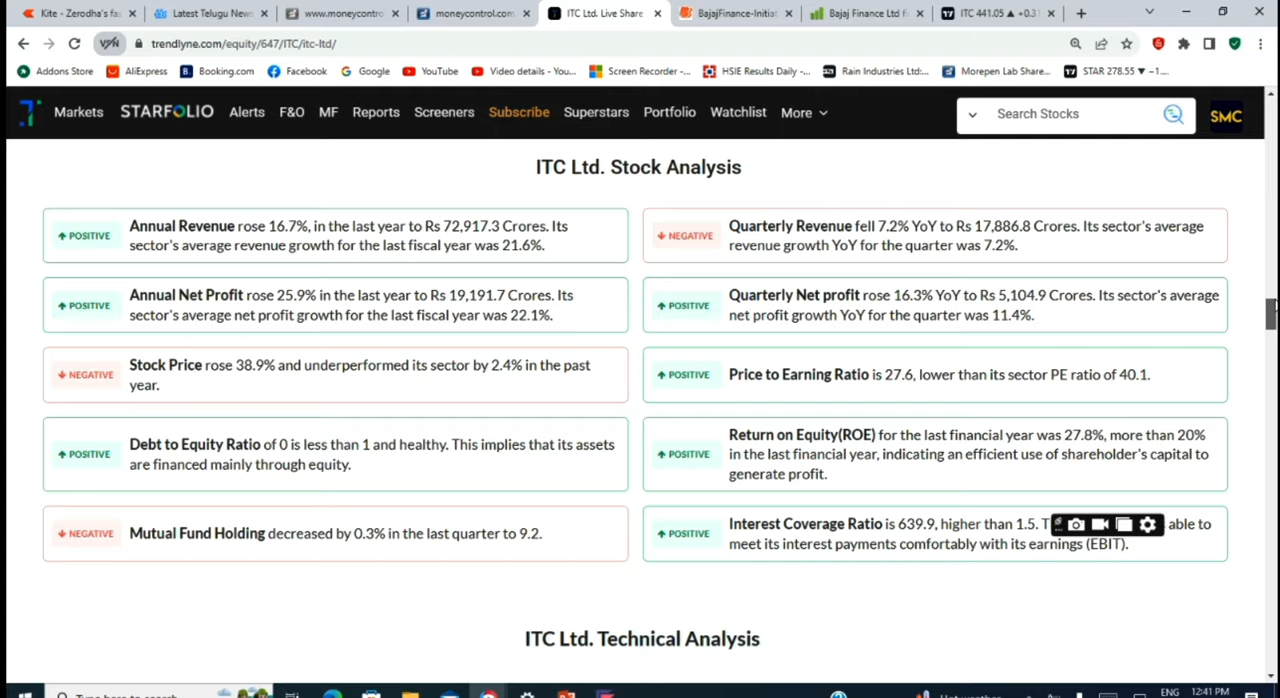 Kite - Zerodha's fa
Latest Telugu New
www.moneycontro
moneycontrol.com
ITC Ltd. Live Share
BajajFinance-Initia
Bajaj Finance Ltd f
ITC 441.05 ▲ +0.3
VPN
trendlyne.com/equity/647/ITC/itc-ltd/
Addons Store
AliExpress
Booking.com
Facebook
Google
YouTube
Video details - You...
Screen Recorder -...
HSIE Results Daily -...
Rain Industries Ltd:...
Morepen Lab Share...
STAR 278.55 ▼ −1....
Markets
STARFOLIO
Alerts
F&O
MF
Reports
Screeners
Subscribe
Superstars
Portfolio
Watchlist
More
Search Stocks
SMC
ITC Ltd. Stock Analysis
POSITIVE
Annual Revenue rose 16.7%, in the last year to Rs 72,917.3 Crores. Its
sector's average revenue growth for the last fiscal year was 21.6%.
NEGATIVE
Quarterly Revenue fell 7.2% YoY to Rs 17,886.8 Crores. Its sector's average
revenue growth YoY for the quarter was 7.2%.
POSITIVE
Annual Net Profit rose 25.9% in the last year to Rs 19,191.7 Crores. Its
sector's average net profit growth for the last fiscal year was 22.1%.
POSITIVE
Quarterly Net profit rose 16.3% YoY to Rs 5,104.9 Crores. Its sector's average
net profit growth YoY for the quarter was 11.4%.
NEGATIVE
Stock Price rose 38.9% and underperformed its sector by 2.4% in the past
year.
POSITIVE
Price to Earning Ratio is 27.6, lower than its sector PE ratio of 40.1.
POSITIVE
Debt to Equity Ratio of 0 is less than 1 and healthy. This implies that its assets
are financed mainly through equity.
POSITIVE
Return on Equity(ROE) for the last financial year was 27.8%, more than 20%
in the last financial year, indicating an efficient use of shareholder's capital to
generate profit.
NEGATIVE
Mutual Fund Holding decreased by 0.3% in the last quarter to 9.2.
POSITIVE
Interest Coverage Ratio is 639.9, higher than 1.5. T able to
meet its interest payments comfortably with its earnings (EBIT).
ITC Ltd. Technical Analysis
ENG
12:41 PM